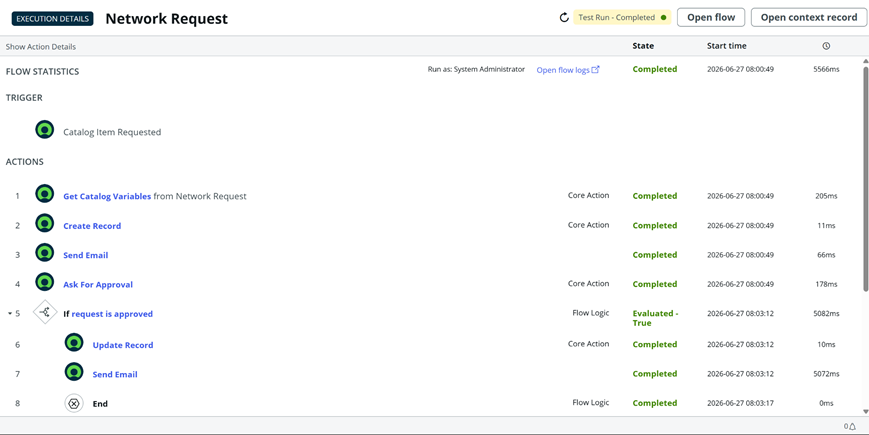 EXECUTION DETAILS Network Request Test Run - Completed Open flow Open context record
Show Action Details State Start time
FLOW STATISTICS Run as: System Administrator Open flow logs Completed 2026-06-27 08:00:49 5566ms
TRIGGER
Catalog Item Requested
ACTIONS
1 Get Catalog Variables from Network Request Core Action Completed 2026-06-27 08:00:49 205ms
2 Create Record Core Action Completed 2026-06-27 08:00:49 11ms
3 Send Email Completed 2026-06-27 08:00:49 66ms
4 Ask For Approval Core Action Completed 2026-06-27 08:00:49 178ms
5 If request is approved Flow Logic Evaluated - True 2026-06-27 08:03:12 5082ms
6 Update Record Core Action Completed 2026-06-27 08:03:12 10ms
7 Send Email Completed 2026-06-27 08:03:12 5072ms
8 End Flow Logic Completed 2026-06-27 08:03:17 0ms
0